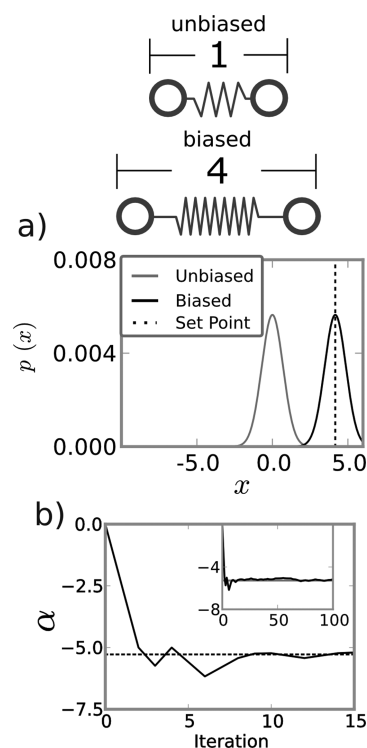 unbiased
1
biased
4
a)
0.008
0.004
0.000
p (x)
Unbiased
Biased
Set Point
-5.0 0.0 5.0
x
b)
0.0
−2.5
−5.0
−7.5
α
−4
−8
0 50 100
0 5 10 15
Iteration